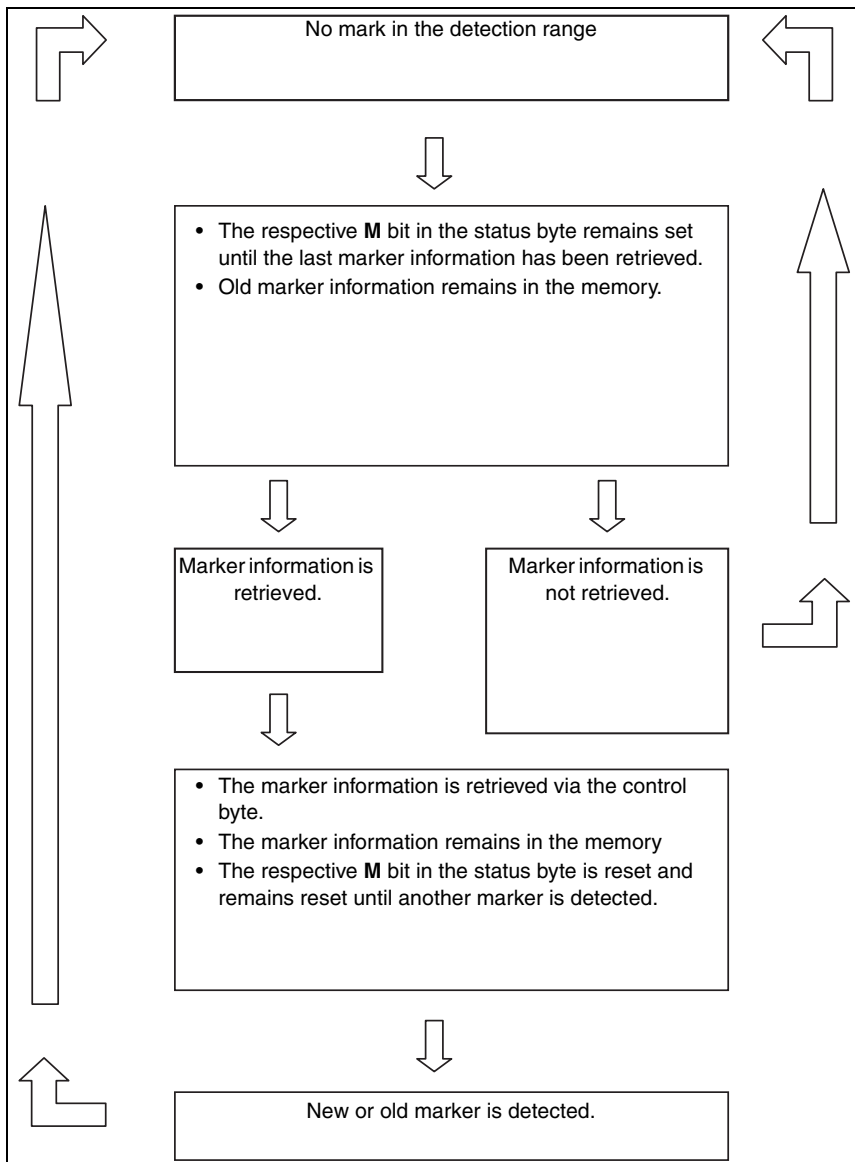 No mark in the detection range
• The respective M bit in the status byte remains set
until the last marker information has been retrieved.
• Old marker information remains in the memory.
Marker information is
retrieved.
Marker information is
not retrieved.
• The marker information is retrieved via the control
byte.
• The marker information remains in the memory
• The respective M bit in the status byte is reset and
remains reset until another marker is detected.
New or old marker is detected.